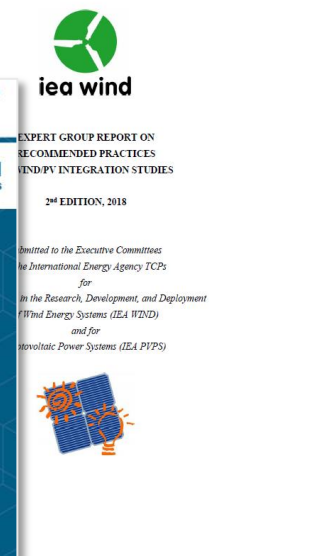 iea wind
EXPERT GROUP REPORT ON
RECOMMENDED PRACTICES
WIND/PV INTEGRATION STUDIES
2nd EDITION, 2018
bmitted to the Executive Committees
he International Energy Agency TCPs
for
in the Research, Development, and Deployment
f Wind Energy Systems (IEA WIND)
and for
otovoltaic Power Systems (IEA PVPS)